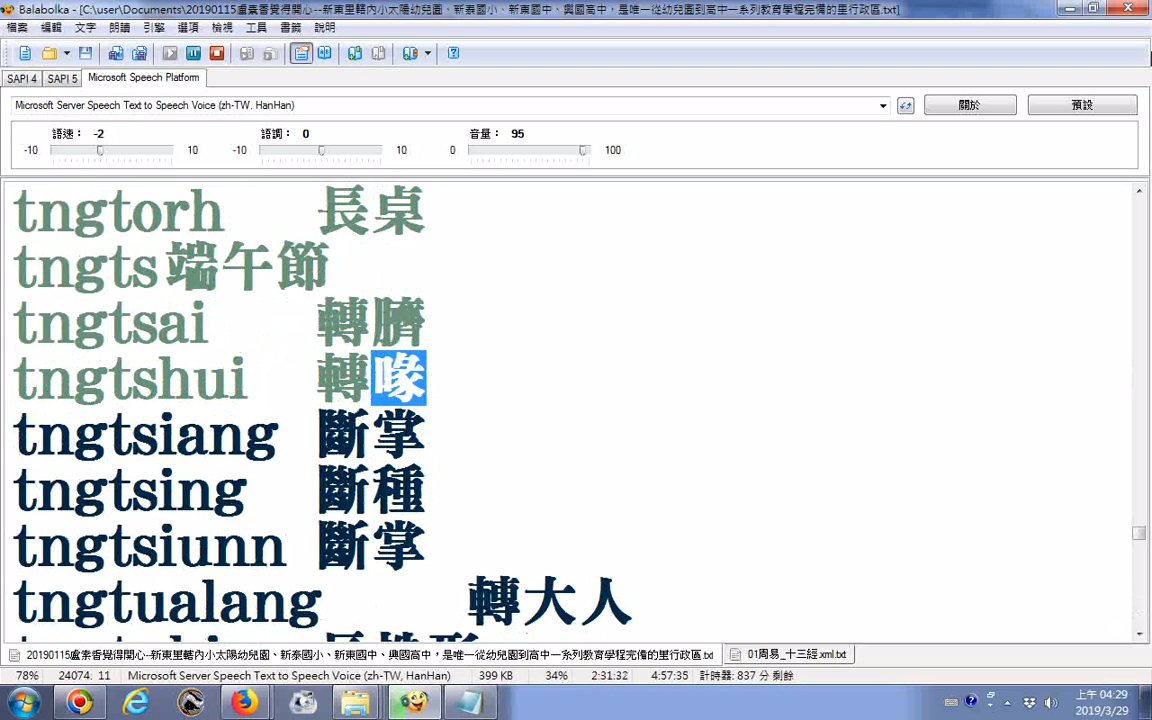 Balabolka - [C:\user\Documents\20190115盧素香覺得開心--新東里轄內小太陽幼兒園、新泰國小、新東國中、興國高中，是唯一從幼兒園到高中一系列教育學程完備的里行政區.txt]
檔案 編輯 文字 朗讀 引擎 選項 檢視 工具 書籤 說明
SAPI 4 SAPI 5 Microsoft Speech Platform
Microsoft Server Speech Text to Speech Voice (zh-TW, HanHan) 關於 預設
語速： -2 語調： 0 音量： 95
-10 10 -10 10 0 100
tngtorh 長桌
tngts 端午節
tngtsai 轉臍
tngtshui 轉喙
tngtsiang 斷掌
tngtsing 斷種
tngtsiunn 斷掌
tngtualang 轉大人
20190115盧素香覺得開心--新東里轄內小太陽幼兒園、新泰國小、新東國中、興國高中，是唯一從幼兒園到高中一系列教育學程完備的里行政區.txt 01周易_十三經.xml.txt
78% 24074: 11 Microsoft Server Speech Text to Speech Voice (zh-TW, HanHan) 399 KB 34% 2:31:32 4:57:35 計時器: 837 分 剩餘
上午 04:29
2019/3/29